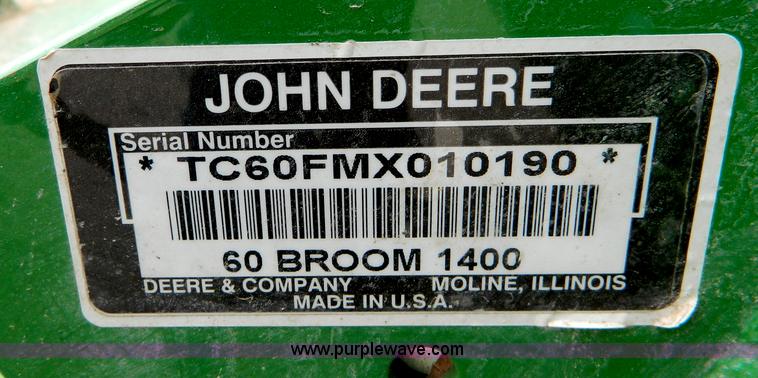 JOHN DEERE
Serial Number
* TC60FMX010190 *
60 BROOM 1400
DEERE & COMPANY MOLINE, ILLINOIS
MADE IN U.S.A.
www.purplewave.com